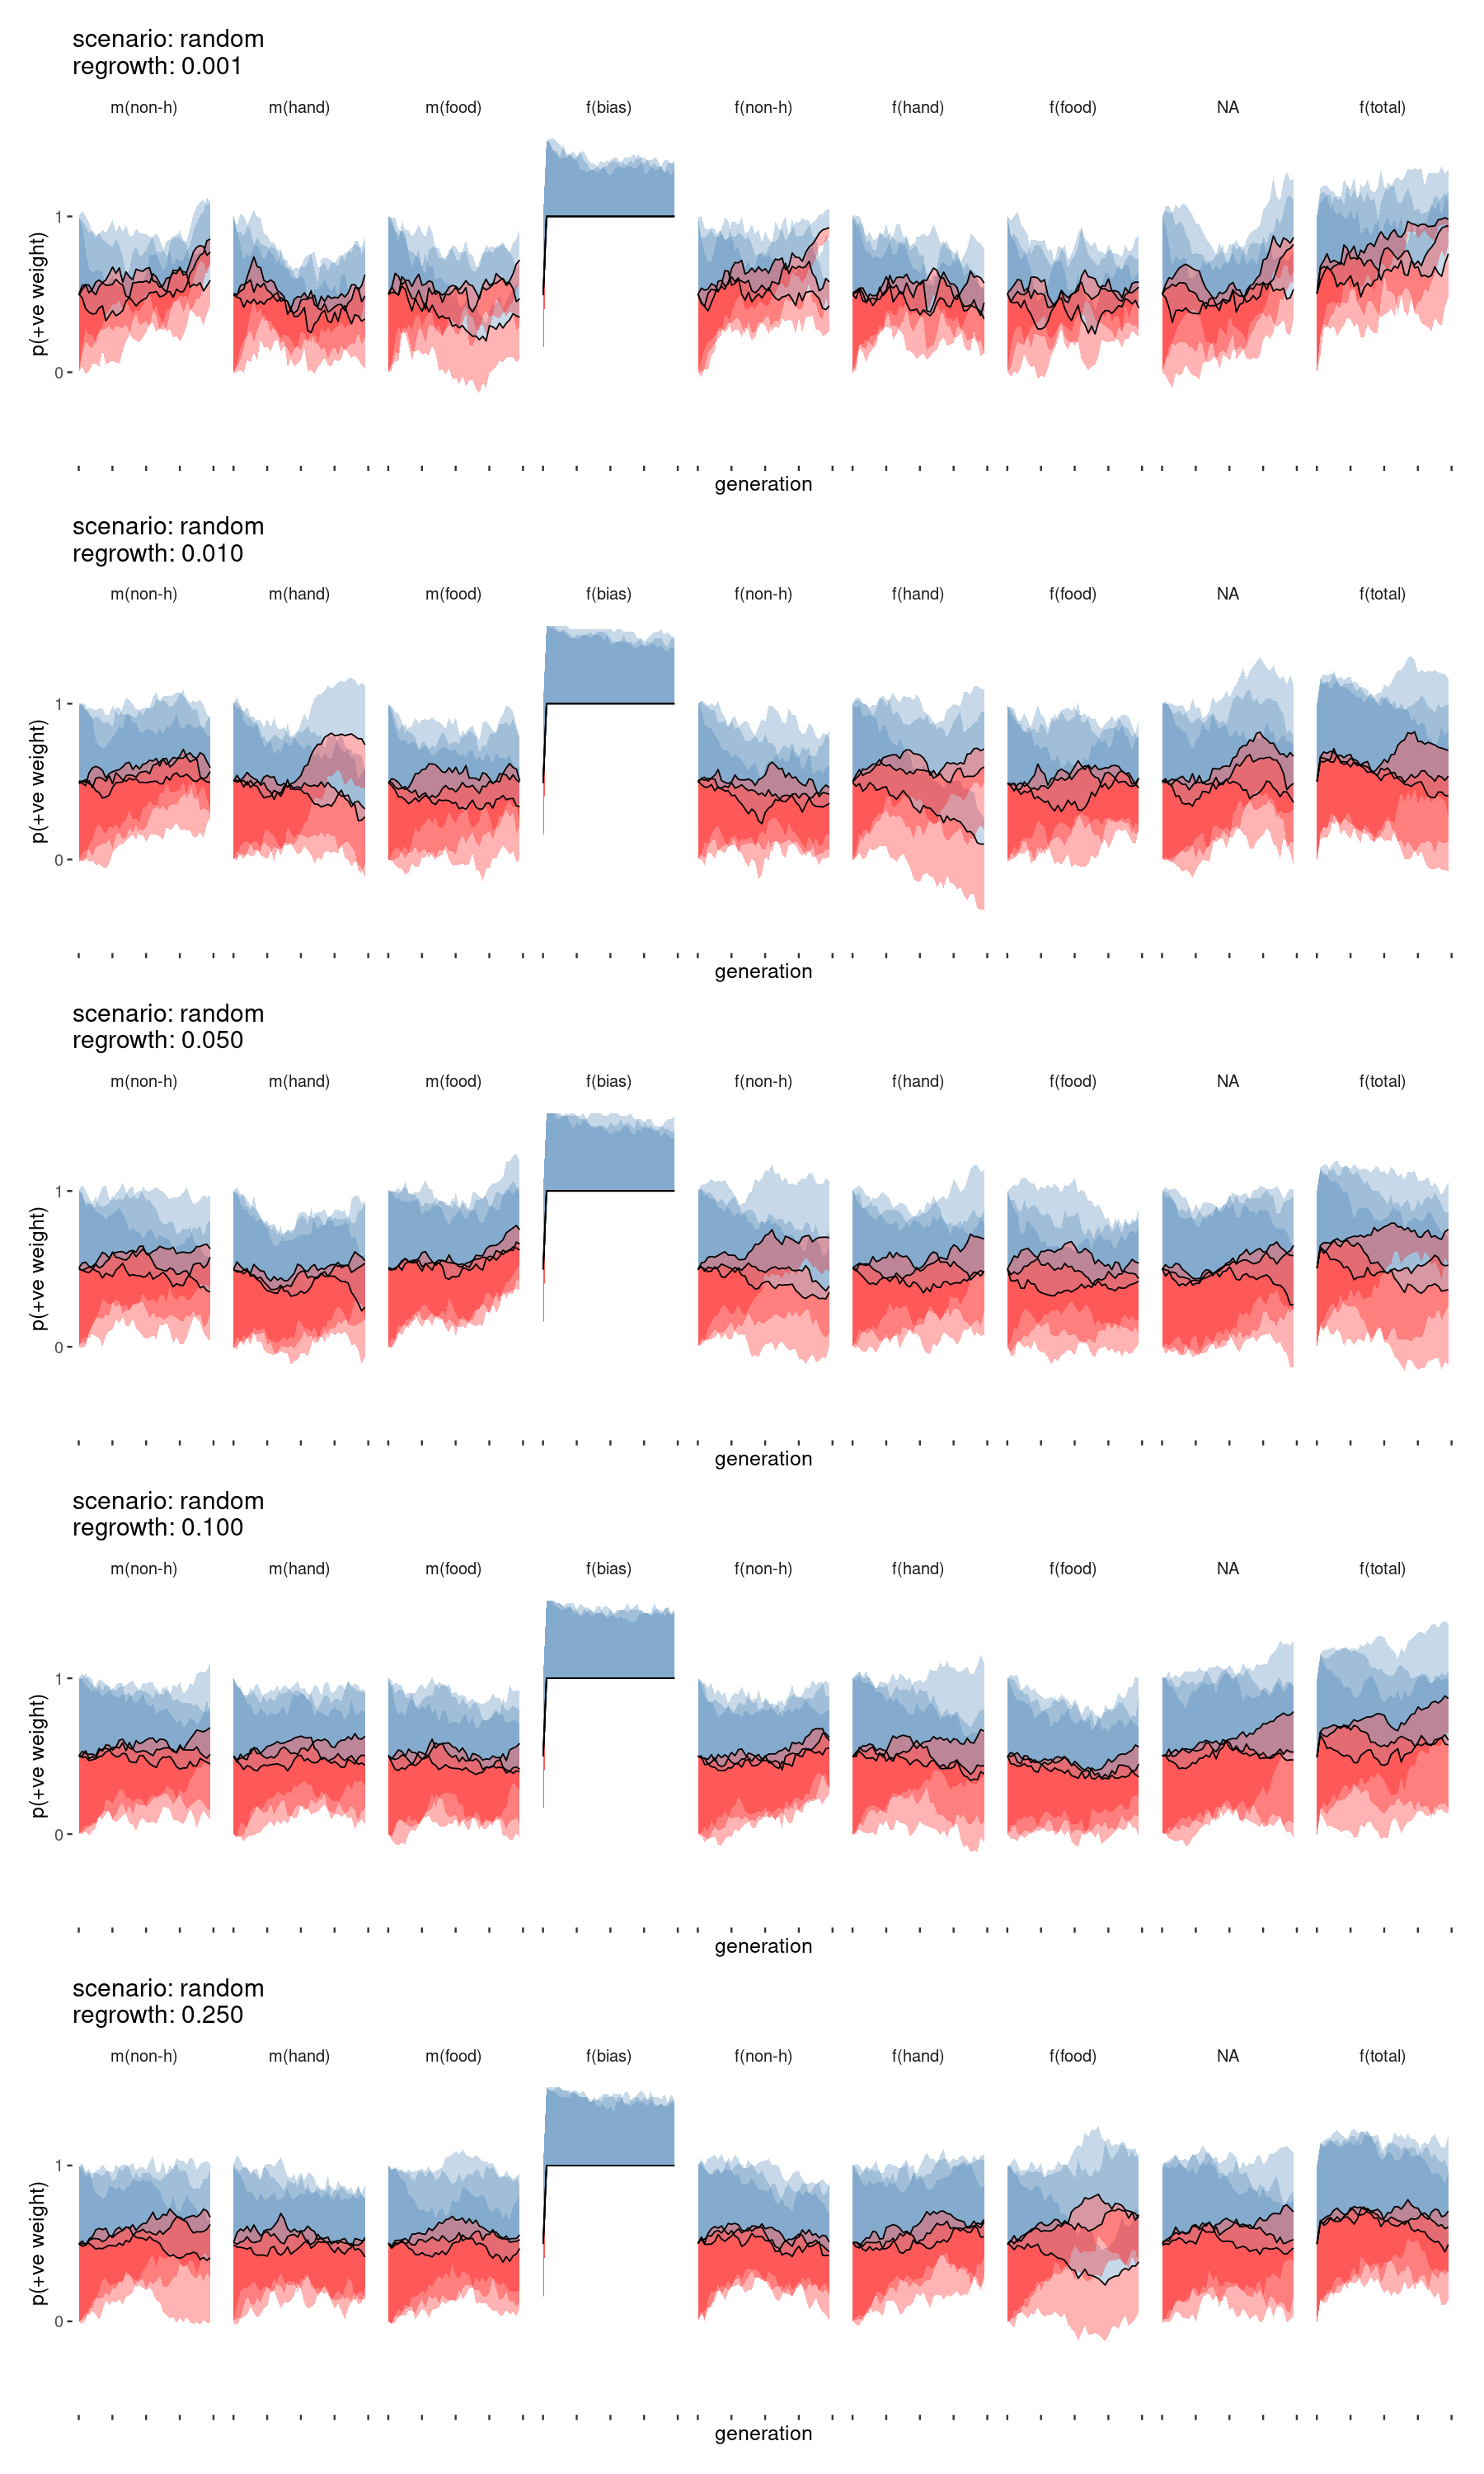 scenario: random
regrowth: 0.001
m(non-h) m(hand) m(food) f(bias) f(non-h) f(hand) f(food) NA f(total)
1
p(+ve weight)
0
generation
scenario: random
regrowth: 0.010
m(non-h) m(hand) m(food) f(bias) f(non-h) f(hand) f(food) NA f(total)
1
p(+ve weight)
0
generation
scenario: random
regrowth: 0.050
m(non-h) m(hand) m(food) f(bias) f(non-h) f(hand) f(food) NA f(total)
1
p(+ve weight)
0
generation
scenario: random
regrowth: 0.100
m(non-h) m(hand) m(food) f(bias) f(non-h) f(hand) f(food) NA f(total)
1
p(+ve weight)
0
generation
scenario: random
regrowth: 0.250
m(non-h) m(hand) m(food) f(bias) f(non-h) f(hand) f(food) NA f(total)
1
p(+ve weight)
0
generation